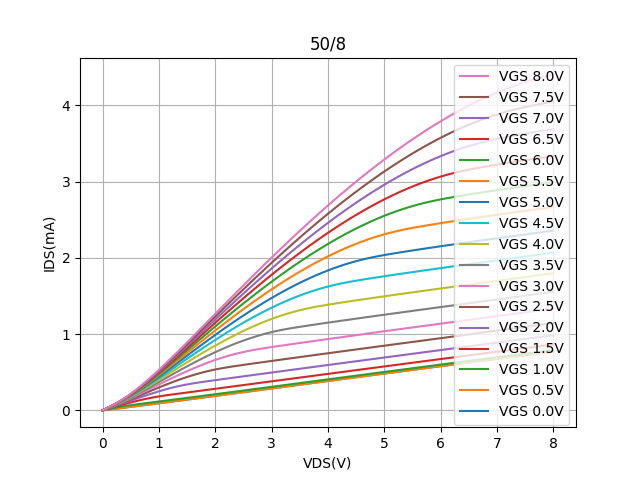 50/8
IDS(mA)
4
3
2
1
0
0 1 2 3 4 5 6 7 8
VDS(V)
VGS 8.0V
VGS 7.5V
VGS 7.0V
VGS 6.5V
VGS 6.0V
VGS 5.5V
VGS 5.0V
VGS 4.5V
VGS 4.0V
VGS 3.5V
VGS 3.0V
VGS 2.5V
VGS 2.0V
VGS 1.5V
VGS 1.0V
VGS 0.5V
VGS 0.0V